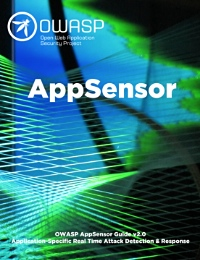 OWASP
Open Web Application
Security Project
AppSensor
OWASP AppSensor Guide v2.0
Application-Specific Real Time Attack Detection & Response